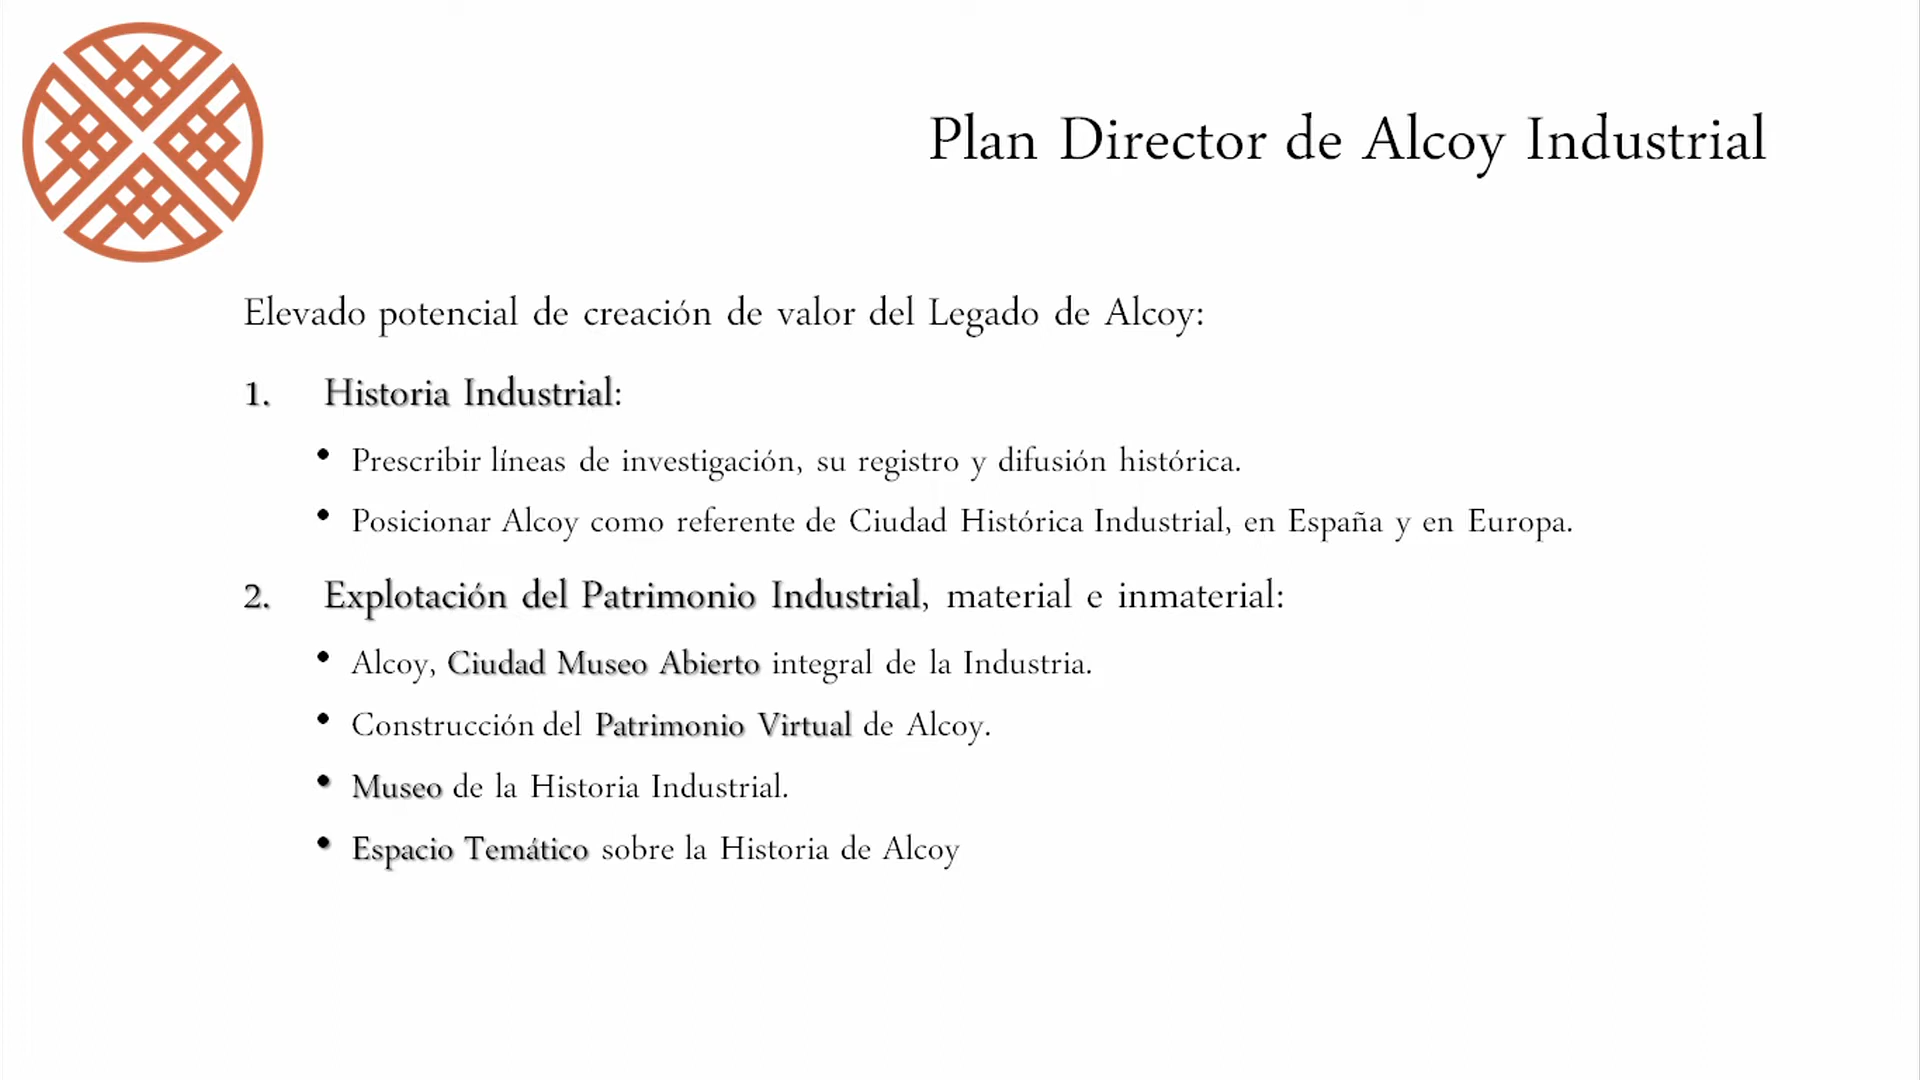 Plan Director de Alcoy Industrial
Elevado potencial de creación de valor del Legado de Alcoy:
1. Historia Industrial:
• Prescribir líneas de investigación, su registro y difusión histórica.
• Posicionar Alcoy como referente de Ciudad Histórica Industrial, en España y en Europa.
2. Explotación del Patrimonio Industrial, material e inmaterial:
• Alcoy, Ciudad Museo Abierto integral de la Industria.
• Construcción del Patrimonio Virtual de Alcoy.
• Museo de la Historia Industrial.
• Espacio Temático sobre la Historia de Alcoy